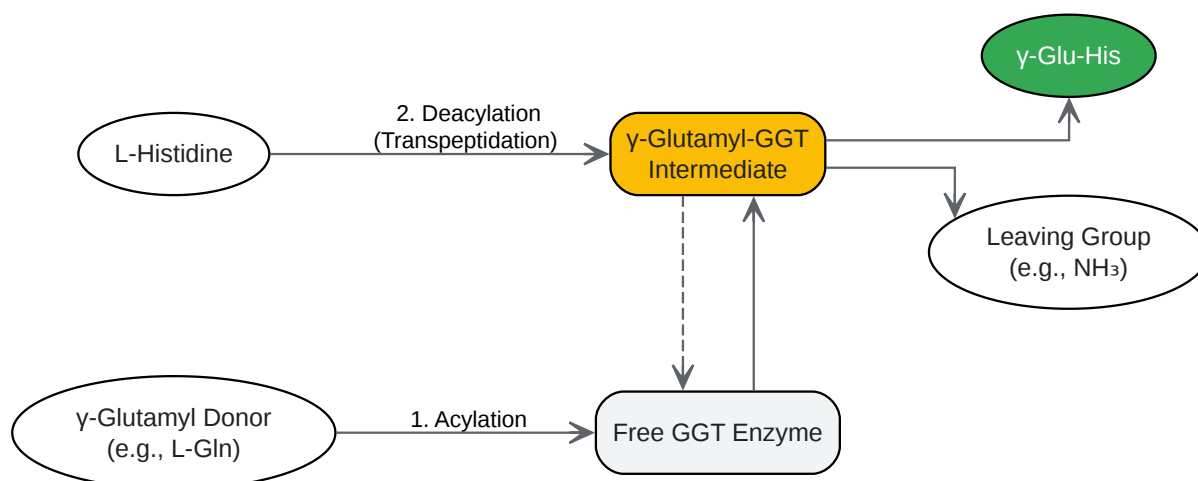 γ-Glu-His
2. Deacylation
(Transpeptidation)
L-Histidine
γ-Glutamyl-GGT
Intermediate
Leaving Group
(e.g., NH₃)
γ-Glutamyl Donor
(e.g., L-Gln)
1. Acylation
Free GGT Enzyme